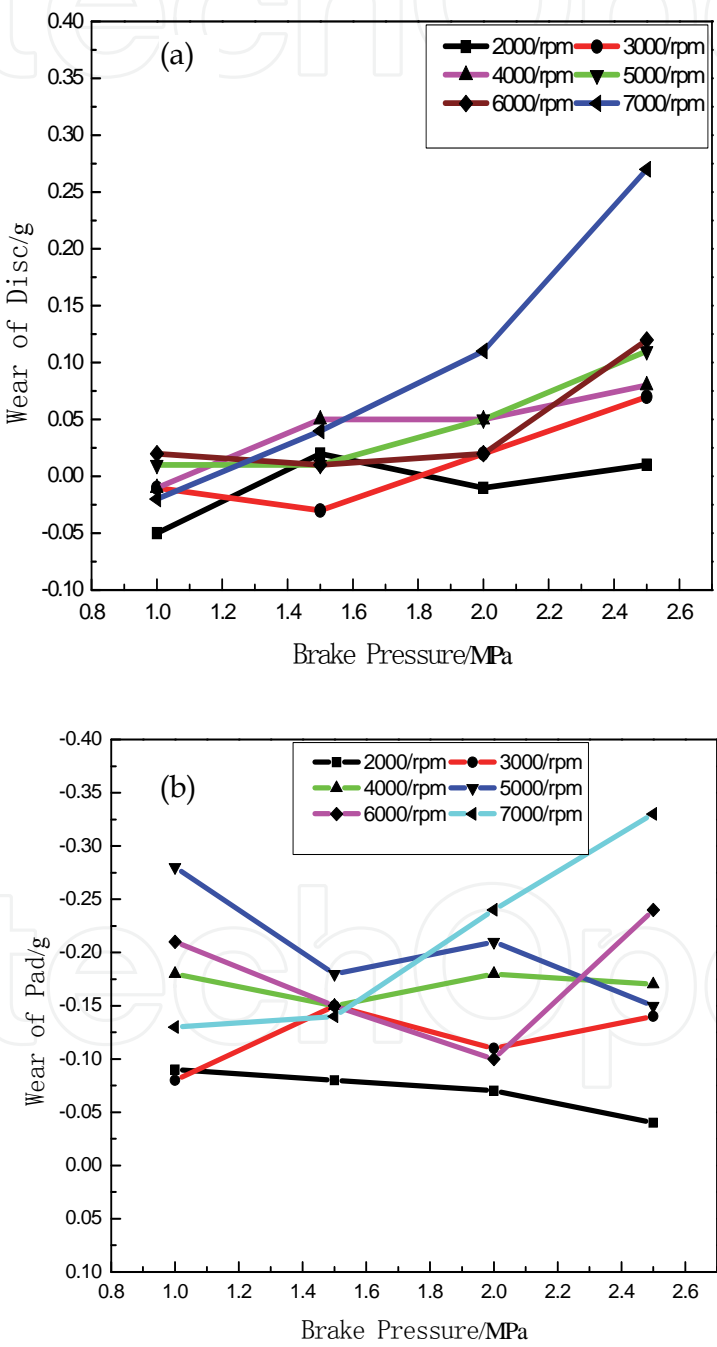 techOp
0.40
0.35
0.30
0.25
0.20
0.15
0.10
0.05
0.00
-0.05
-0.10
Wear of Disc/g
(a)
2000/rpm 3000/rpm
4000/rpm 5000/rpm
6000/rpm 7000/rpm
0.8 1.0 1.2 1.4 1.6 1.8 2.0 2.2 2.4 2.6
Brake Pressure/MPa
-0.40
-0.35
-0.30
-0.25
-0.20
-0.15
-0.10
-0.05
0.00
0.05
0.10
Wear of Pad/g
(b)
2000/rpm 3000/rpm
4000/rpm 5000/rpm
6000/rpm 7000/rpm
techOp
0.8 1.0 1.2 1.4 1.6 1.8 2.0 2.2 2.4 2.6
Brake Pressure/MPa